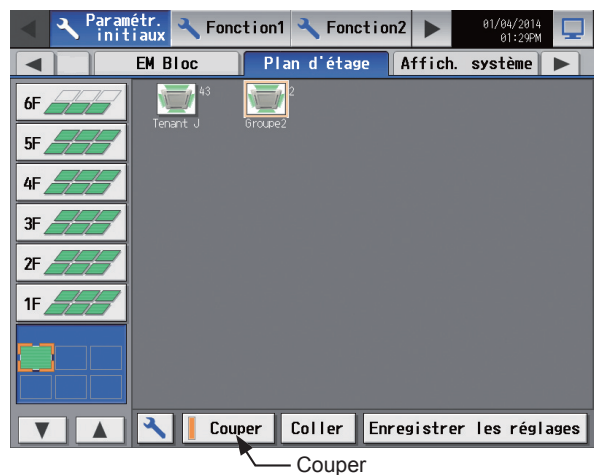 Paramétr. initiaux
Fonction1
Fonction2
01/04/2014
01:29PM
EM Bloc
Plan d'étage
Affich. système
6F
5F
4F
3F
2F
1F
43
Tenant J
2
Groupe2
Couper
Coller
Enregistrer les réglages
Couper